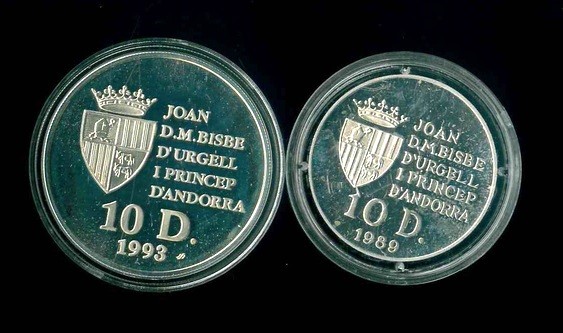 JOAN
D.M.BISBE
D'URGELL
I PRINCEP
D'ANDORRA
10 D.
1993
JOAN
D.M.BISBE
D'URGELL
I PRINCEP
D'ANDORRA
10 D.
1989